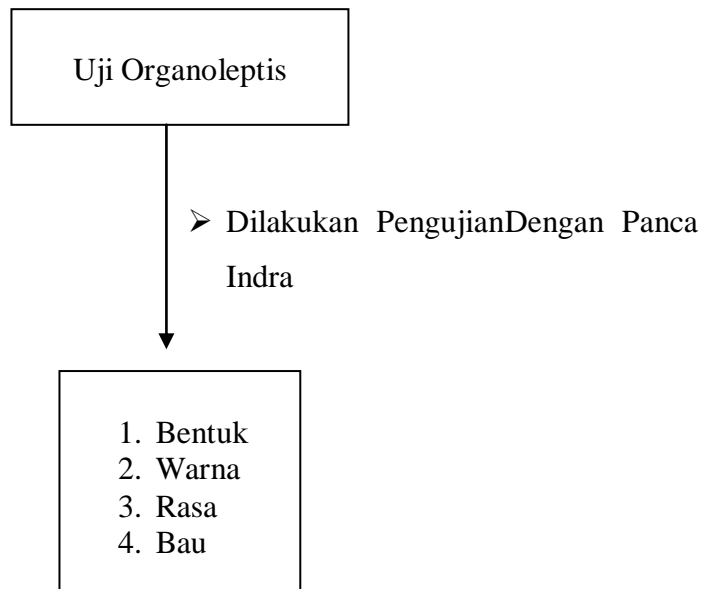 Uji Organoleptis
➢ Dilakukan PengujianDengan Panca
Indra
1. Bentuk
2. Warna
3. Rasa
4. Bau